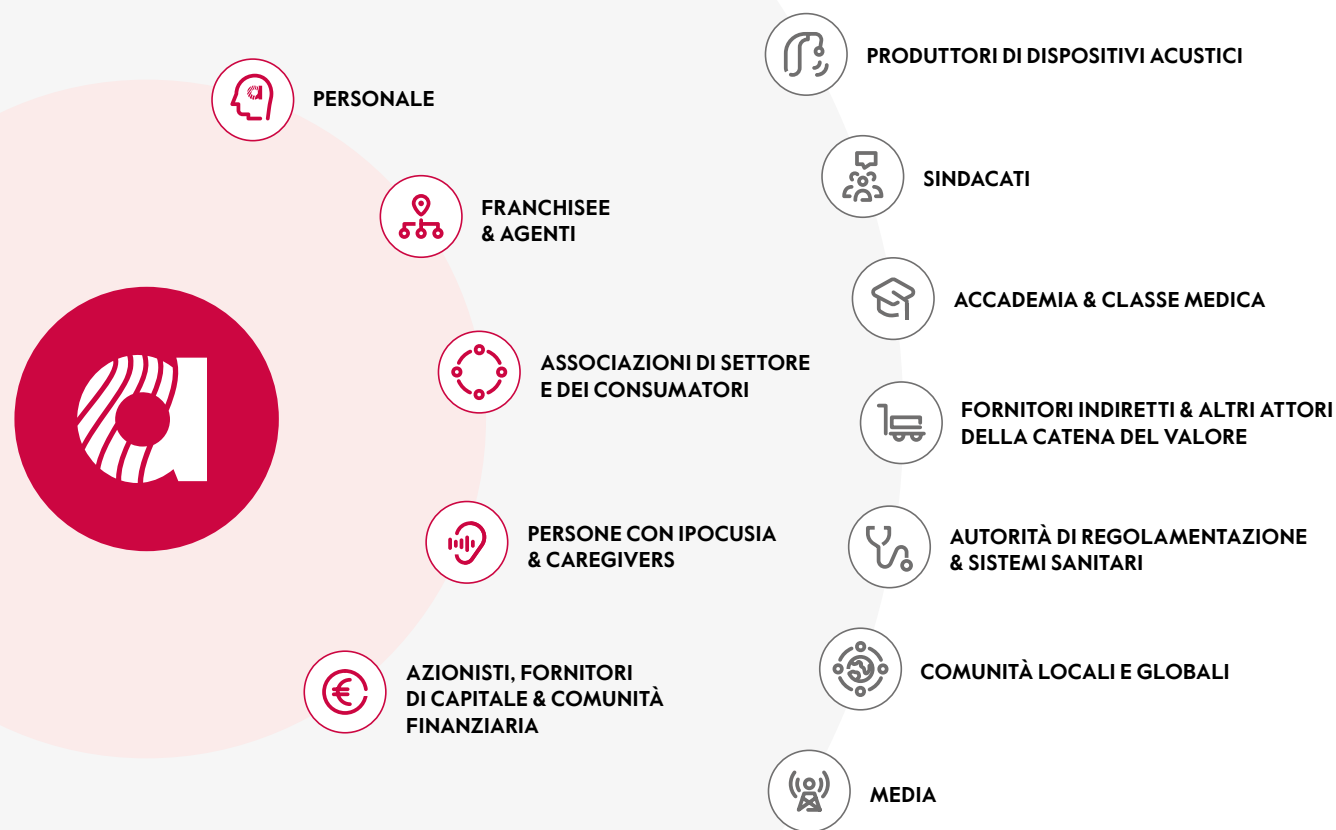 PERSONALE
FRANCHISEE
& AGENTI
ASSOCIAZIONI DI SETTORE
E DEI CONSUMATORI
PERSONE CON IPOCUSIA
& CAREGIVERS
AZIONISTI, FORNITORI
DI CAPITALE & COMUNITÀ
FINANZIARIA
PRODUTTORI DI DISPOSITIVI ACUSTICI
SINDACATI
ACCADEMIA & CLASSE MEDICA
FORNITORI INDIRETTI & ALTRI ATTORI
DELLA CATENA DEL VALORE
AUTORITÀ DI REGOLAMENTAZIONE
& SISTEMI SANITARI
COMUNITÀ LOCALI E GLOBALI
MEDIA